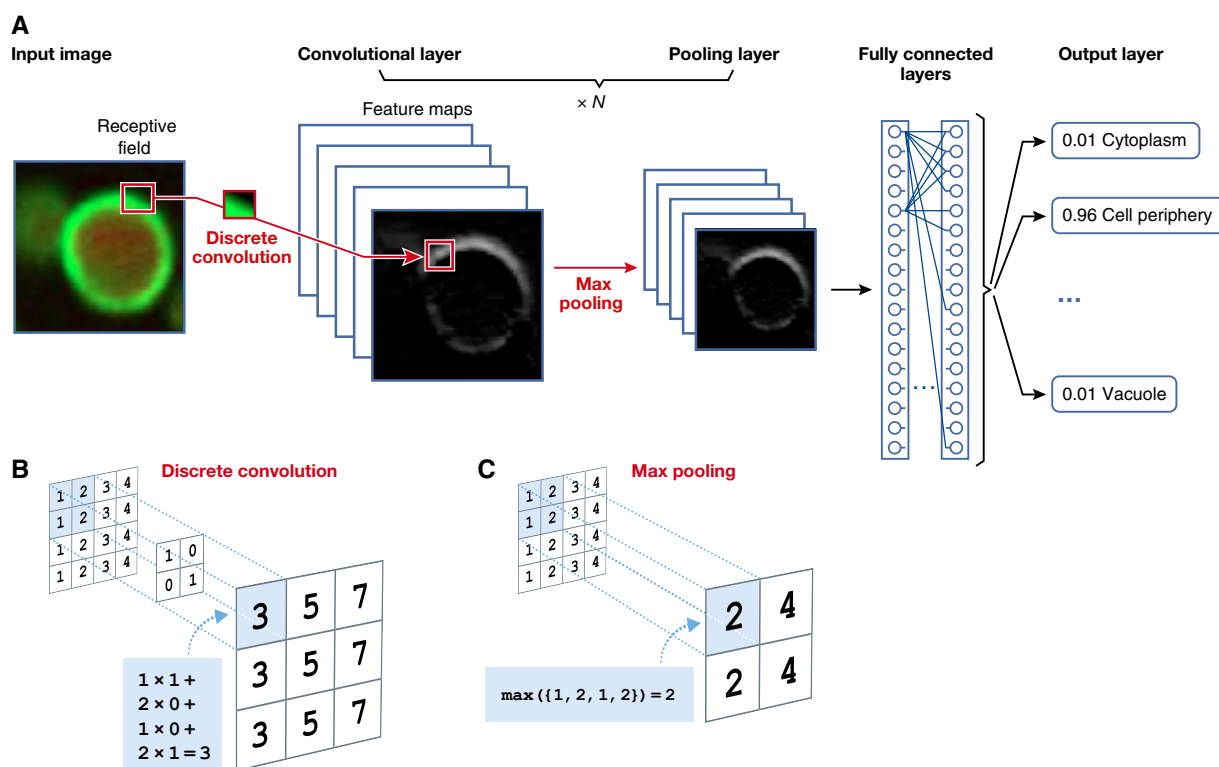 A
Input image
Convolutional layer
Pooling layer
Fully connected
layers
Output layer
× N
Feature maps
Receptive
field
Discrete
convolution
Max
pooling
...
0.01 Cytoplasm
0.96 Cell periphery
...
0.01 Vacuole
B
Discrete convolution
1 2 3 4
1 2 3 4
1 2 3 4
1 2 3 4
1 0
0 1
3 5 7
3 5 7
3 5 7
1 × 1 +
2 × 0 +
1 × 0 +
2 × 1 = 3
C
Max pooling
1 2 3 4
1 2 3 4
1 2 3 4
1 2 3 4
2 4
2 4
max({1, 2, 1, 2}) = 2